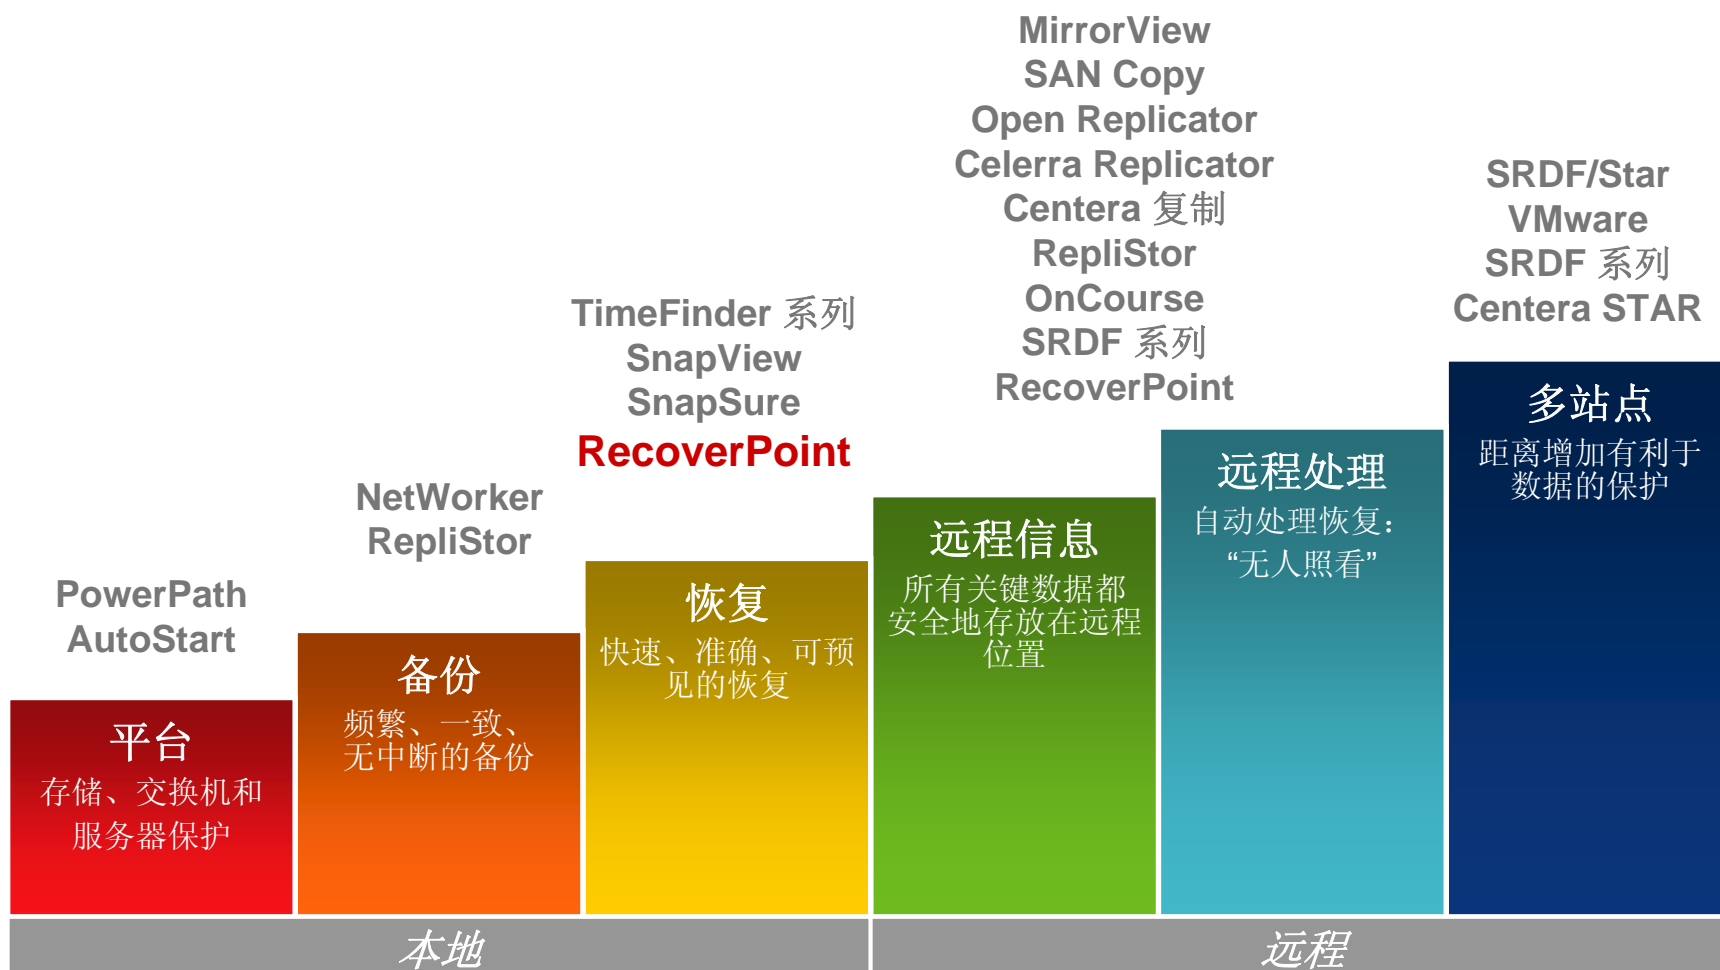 PowerPath
AutoStart
平台
存储、交换机和
服务器保护
NetWorker
RepliStor
备份
频繁、一致、
无中断的备份
TimeFinder 系列
SnapView
SnapSure
RecoverPoint
恢复
快速、准确、可预
见的恢复
MirrorView
SAN Copy
Open Replicator
Celerra Replicator
Centera 复制
RepliStor
OnCourse
SRDF 系列
RecoverPoint
远程信息
所有关键数据都
安全地存放在远程
位置
远程处理
自动处理恢复：
“无人照看”
SRDF/Star
VMware
SRDF 系列
Centera STAR
多站点
距离增加有利于
数据的保护
本地
远程